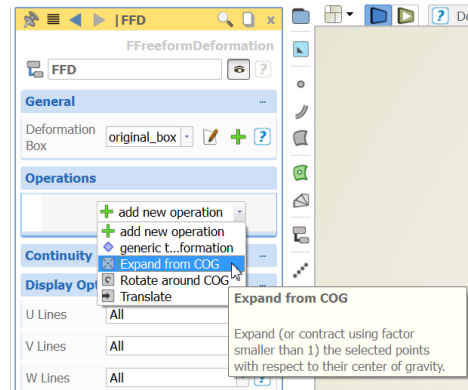 |FFD
x
Do
FFreeformDeformation
FFD
?
General
...
Deformation Box
original_box
?
Operations
add new operation
add new operation
generic t...formation
Expand from COG
Rotate around COG
Translate
Continuity
...
Display Opt
U Lines
All
V Lines
All
W Lines
All
?
Expand from COG
Expand (or contract using factor
smaller than 1) the selected points
with respect to their center of gravity.